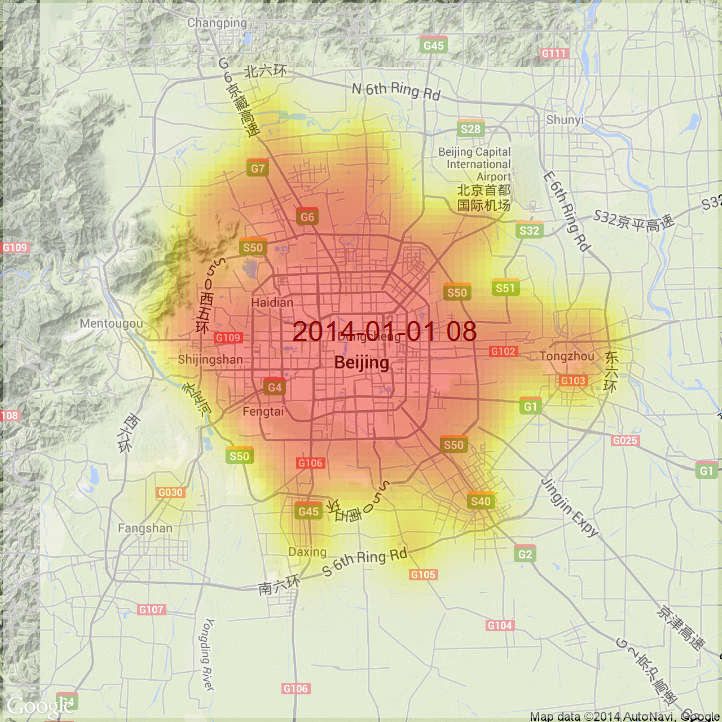 Changping
G45
G111
G6京藏高速
北六环
N 6th Ring Rd
Shunyi
S28
Beijing Capital
International
Airport
北京首都
国际机场
E 6th Ring Rd
G7
G6
S32京平高速
S32
S32
G109
S50
S50西五环
S50
S51
Haidian
Mentougou
2014-01-01 08
Dongcheng
G109
Shijingshan
Beijing
G102
Tongzhou
东六环
G4
G103
108
永定河
Fengtai
G1
西六环
S50
S50
G025
G1
G106
G030
S40
Jingjin Expy
G45
S50南五环
Fangshan
Daxing
S 6th Ring Rd
G2
南六环
G105
G107
Yongding River
G104
京津高速
G2京沪高速
G106
G4
Google
Map data ©2014 AutoNavi, Google